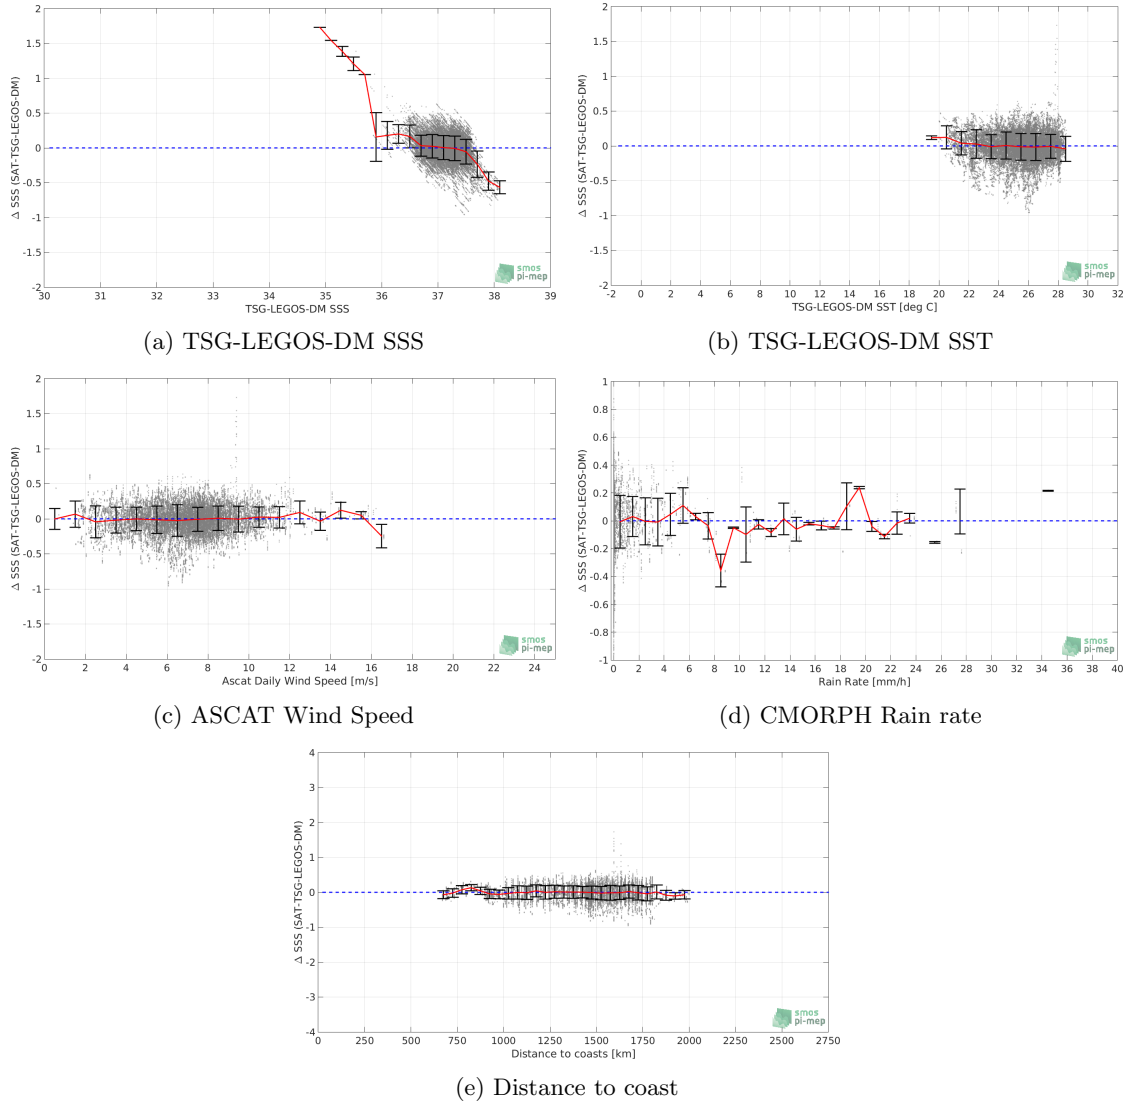 2
1.5
1
0.5
0
-0.5
-1
-1.5
-2
Δ SSS (SAT-TSG-LEGOS-DM)
30 31 32 33 34 35 36 37 38 39
TSG-LEGOS-DM SSS
smos
pi-mep
(a) TSG-LEGOS-DM SSS
2
1.5
1
0.5
0
-0.5
-1
-1.5
-2
Δ SSS (SAT-TSG-LEGOS-DM)
-2 0 2 4 6 8 10 12 14 16 18 20 22 24 26 28 30 32
TSG-LEGOS-DM SST [deg C]
smos
pi-mep
(b) TSG-LEGOS-DM SST
2
1.5
1
0.5
0
-0.5
-1
-1.5
-2
Δ SSS (SAT-TSG-LEGOS-DM)
0 2 4 6 8 10 12 14 16 18 20 22 24
Ascat Daily Wind Speed [m/s]
smos
pi-mep
(c) ASCAT Wind Speed
1
0.8
0.6
0.4
0.2
0
-0.2
-0.4
-0.6
-0.8
-1
Δ SSS (SAT-TSG-LEGOS-DM)
0 2 4 6 8 10 12 14 16 18 20 22 24 26 28 30 32 34 36 38 40
Rain Rate [mm/h]
smos
pi-mep
(d) CMORPH Rain rate
4
3
2
1
0
-1
-2
-3
-4
Δ SSS (SAT-TSG-LEGOS-DM)
0 250 500 750 1000 1250 1500 1750 2000 2250 2500 2750
Distance to coasts [km]
smos
pi-mep
(e) Distance to coast